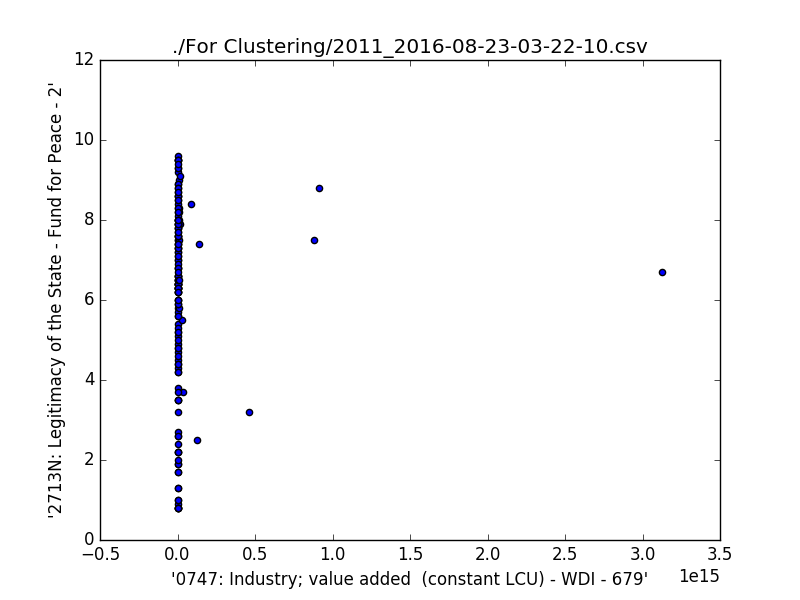 ./For Clustering/2011_2016-08-23-03-22-10.csv
12
10
8
6
4
2
0
'2713N: Legitimacy of the State - Fund for Peace - 2'
−0.5 0.0 0.5 1.0 1.5 2.0 2.5 3.0 3.5
1e15
'0747: Industry; value added  (constant LCU) - WDI - 679'